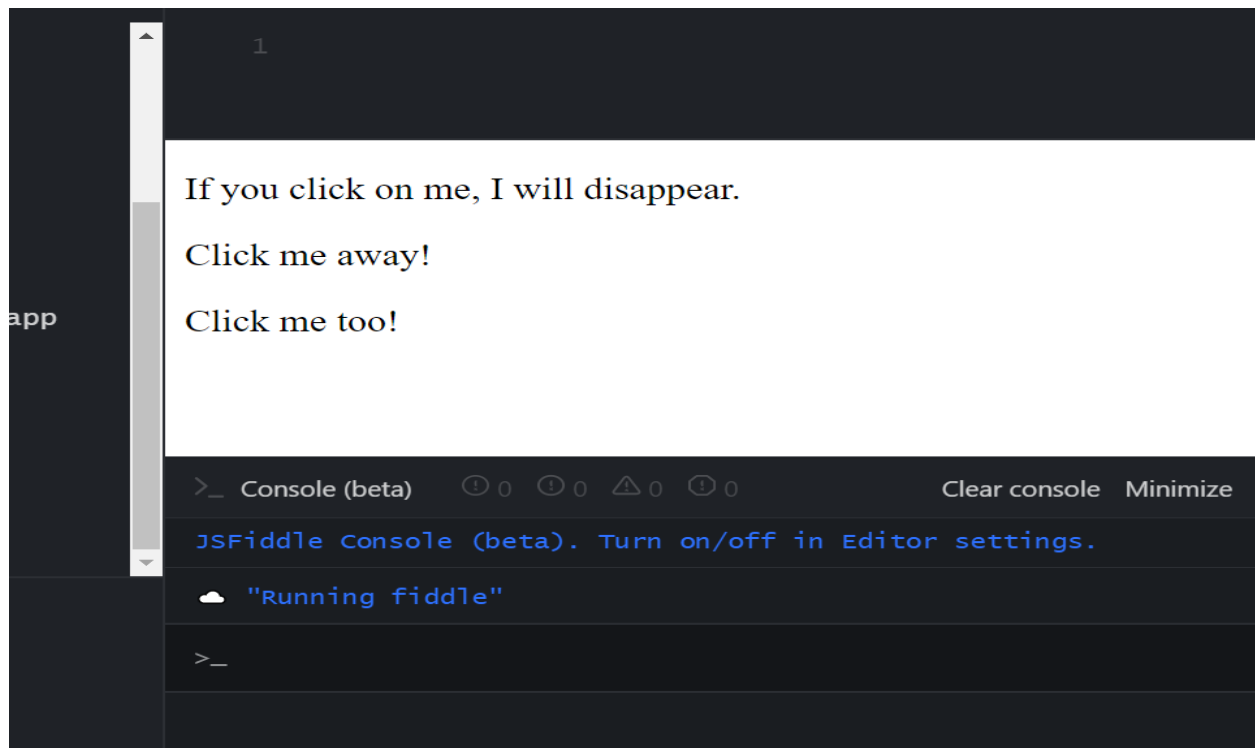 1
If you click on me, I will disappear.
Click me away!
app
Click me too!
>_ Console (beta) 0 0 0 0 Clear console Minimize
JSFiddle Console (beta). Turn on/off in Editor settings.
"Running fiddle"
>_